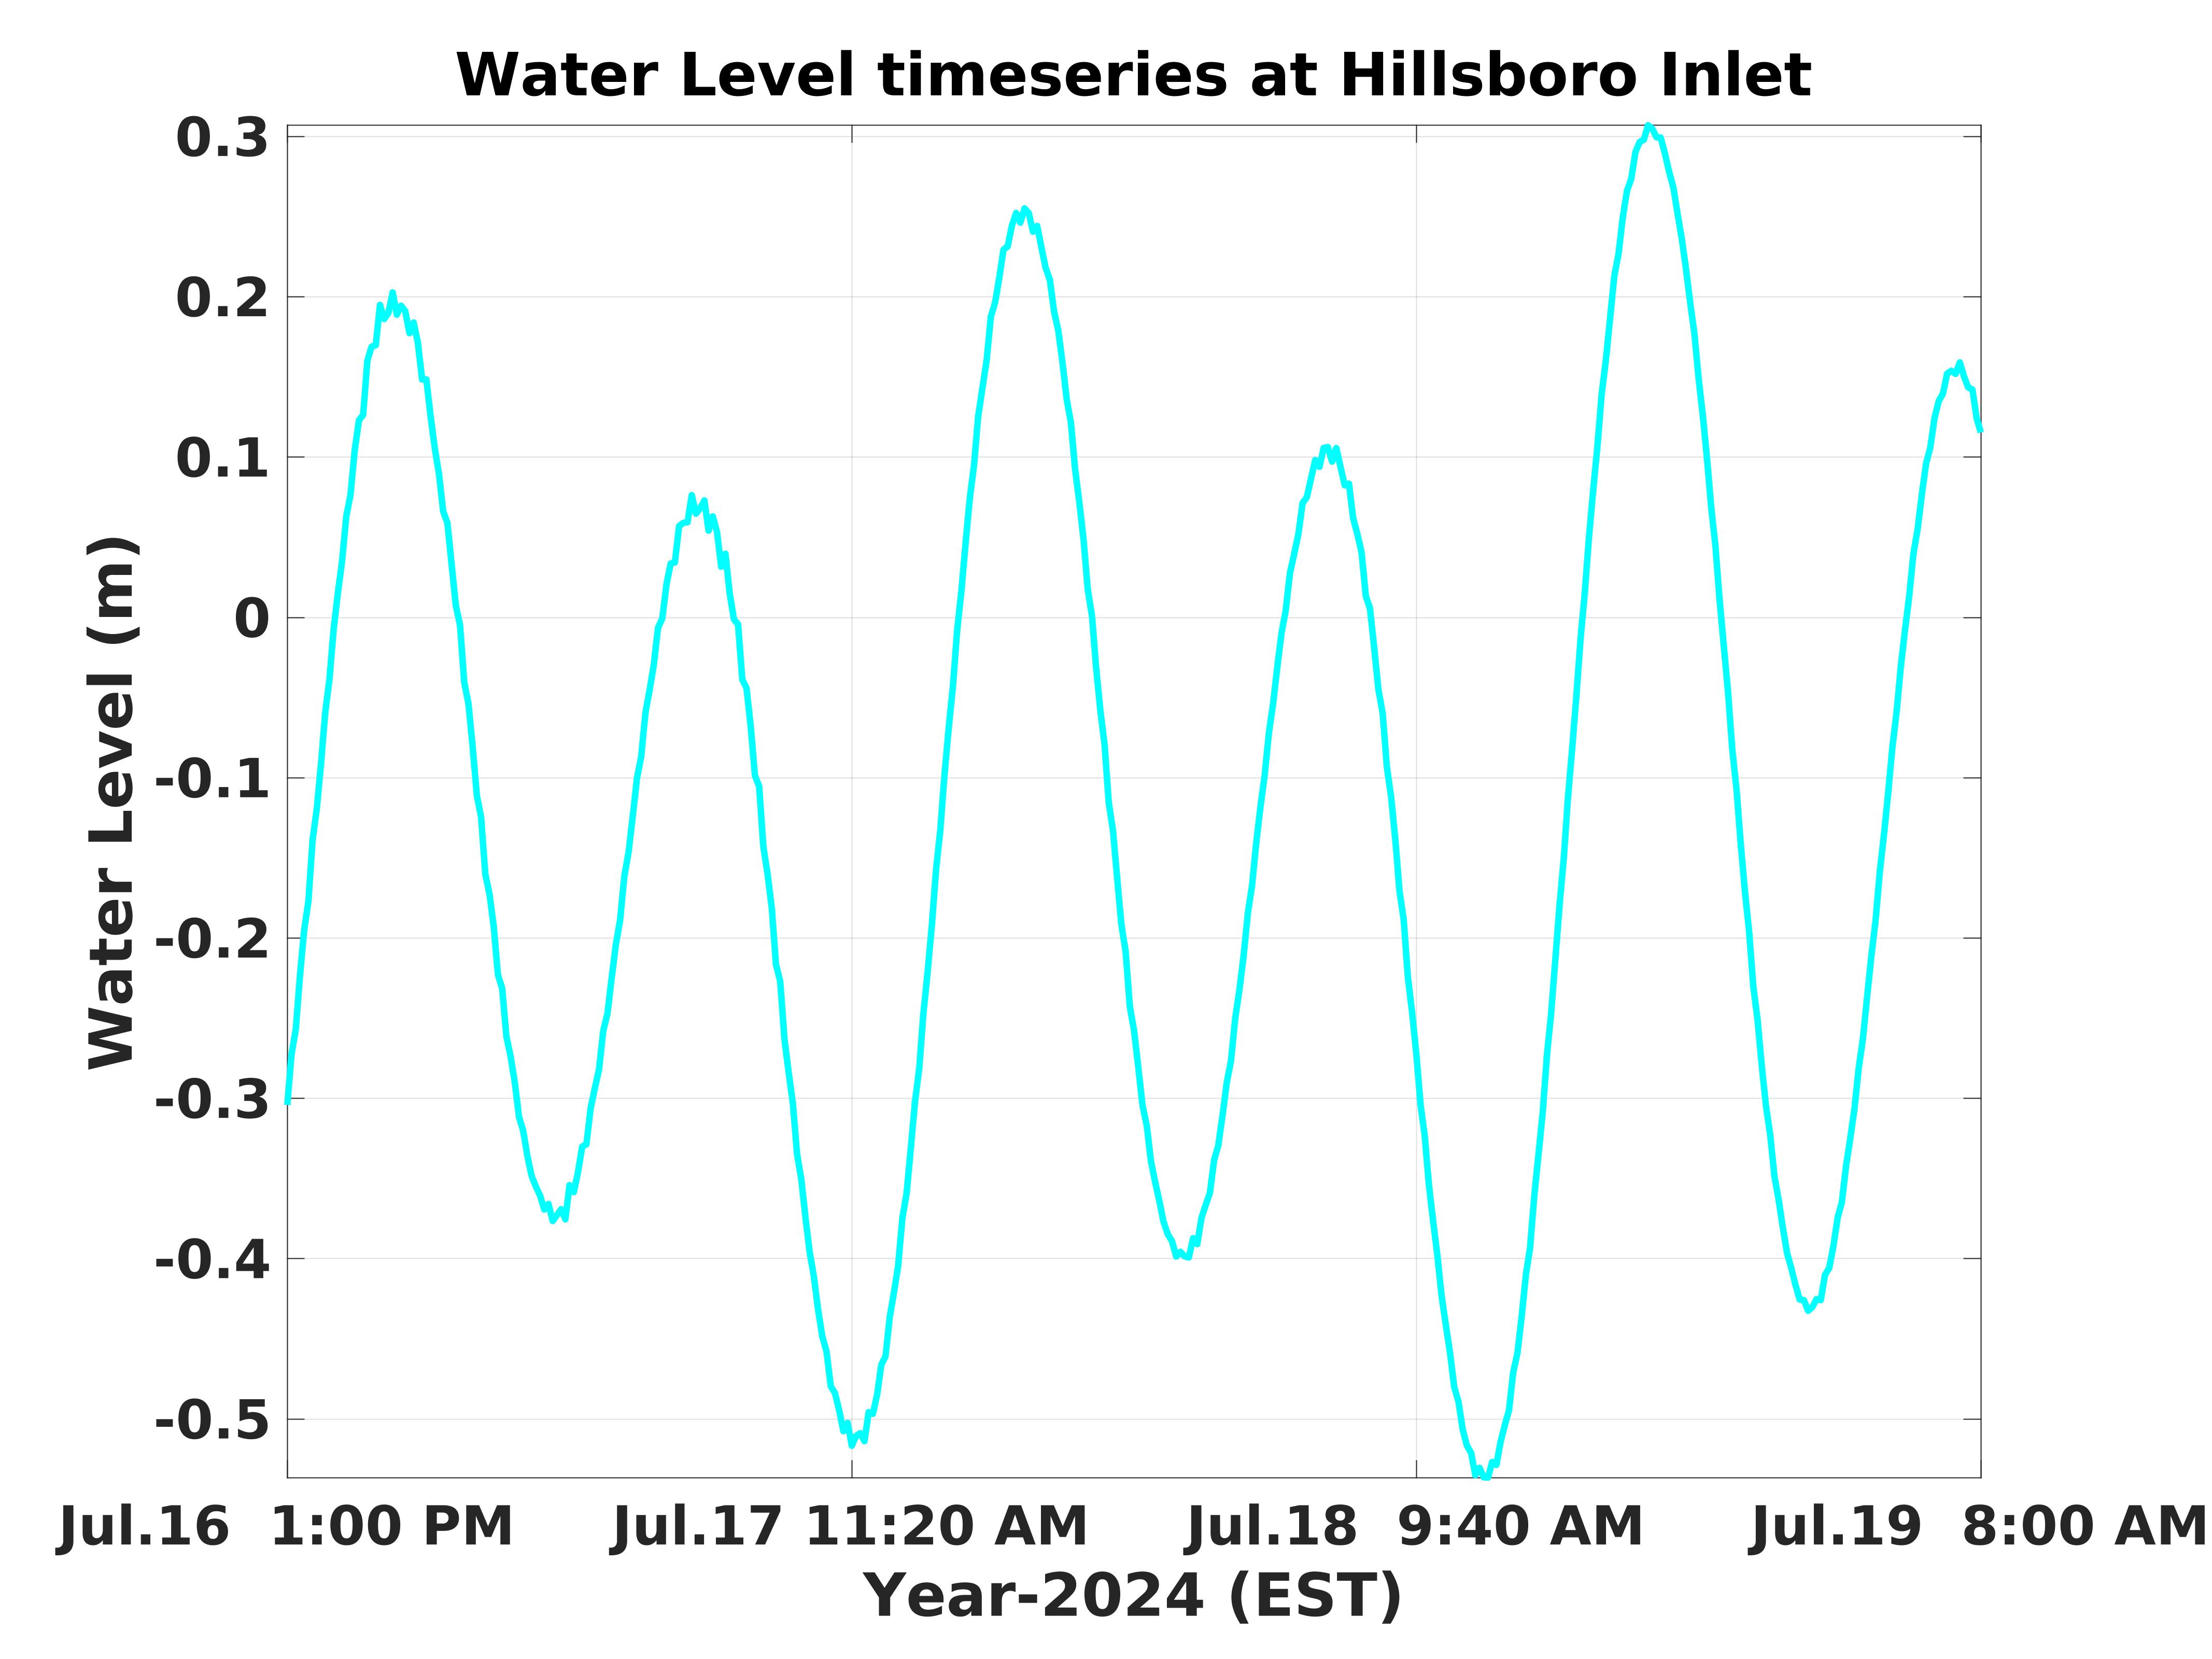 Water Level timeseries at Hillsboro Inlet
0.3
0.2
0.1
0
-0.1
-0.2
-0.3
-0.4
-0.5
Water Level (m)
Jul.16 1:00 PM Jul.17 11:20 AM Jul.18 9:40 AM Jul.19 8:00 AM
Year-2024 (EST)